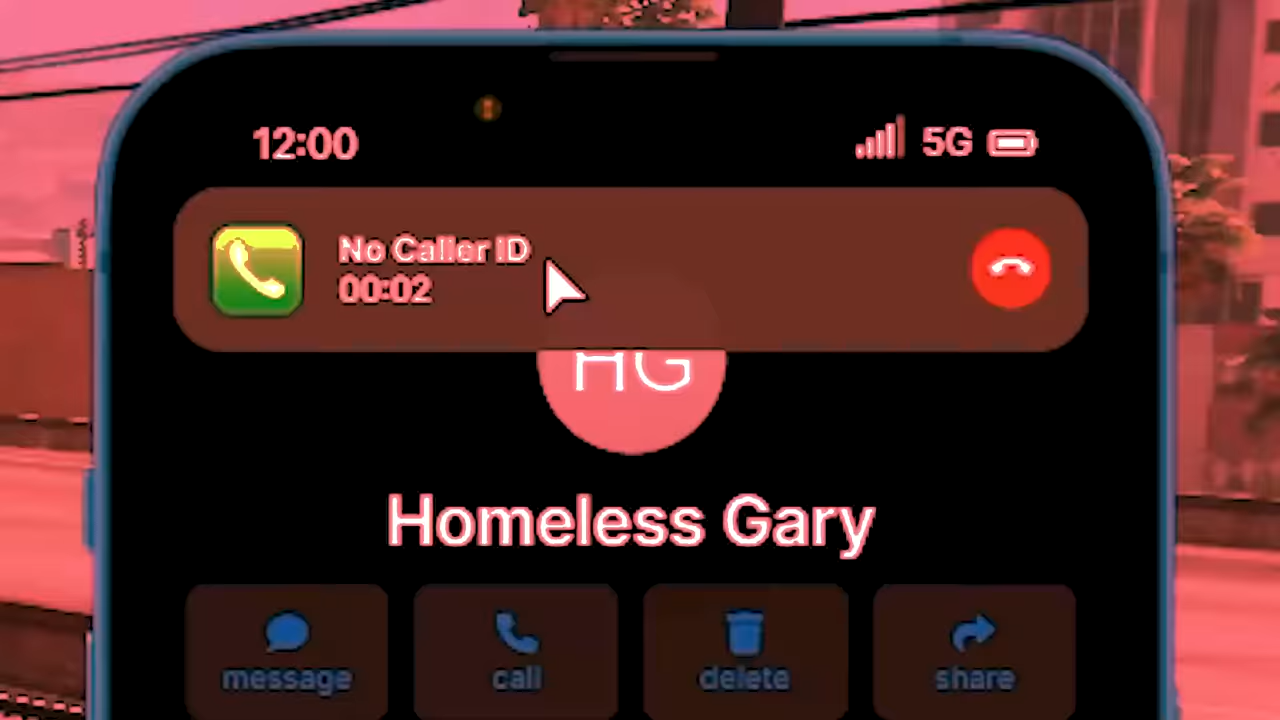 12:00 5G
No Caller ID
00:02
HG
Homeless Gary
message call delete share